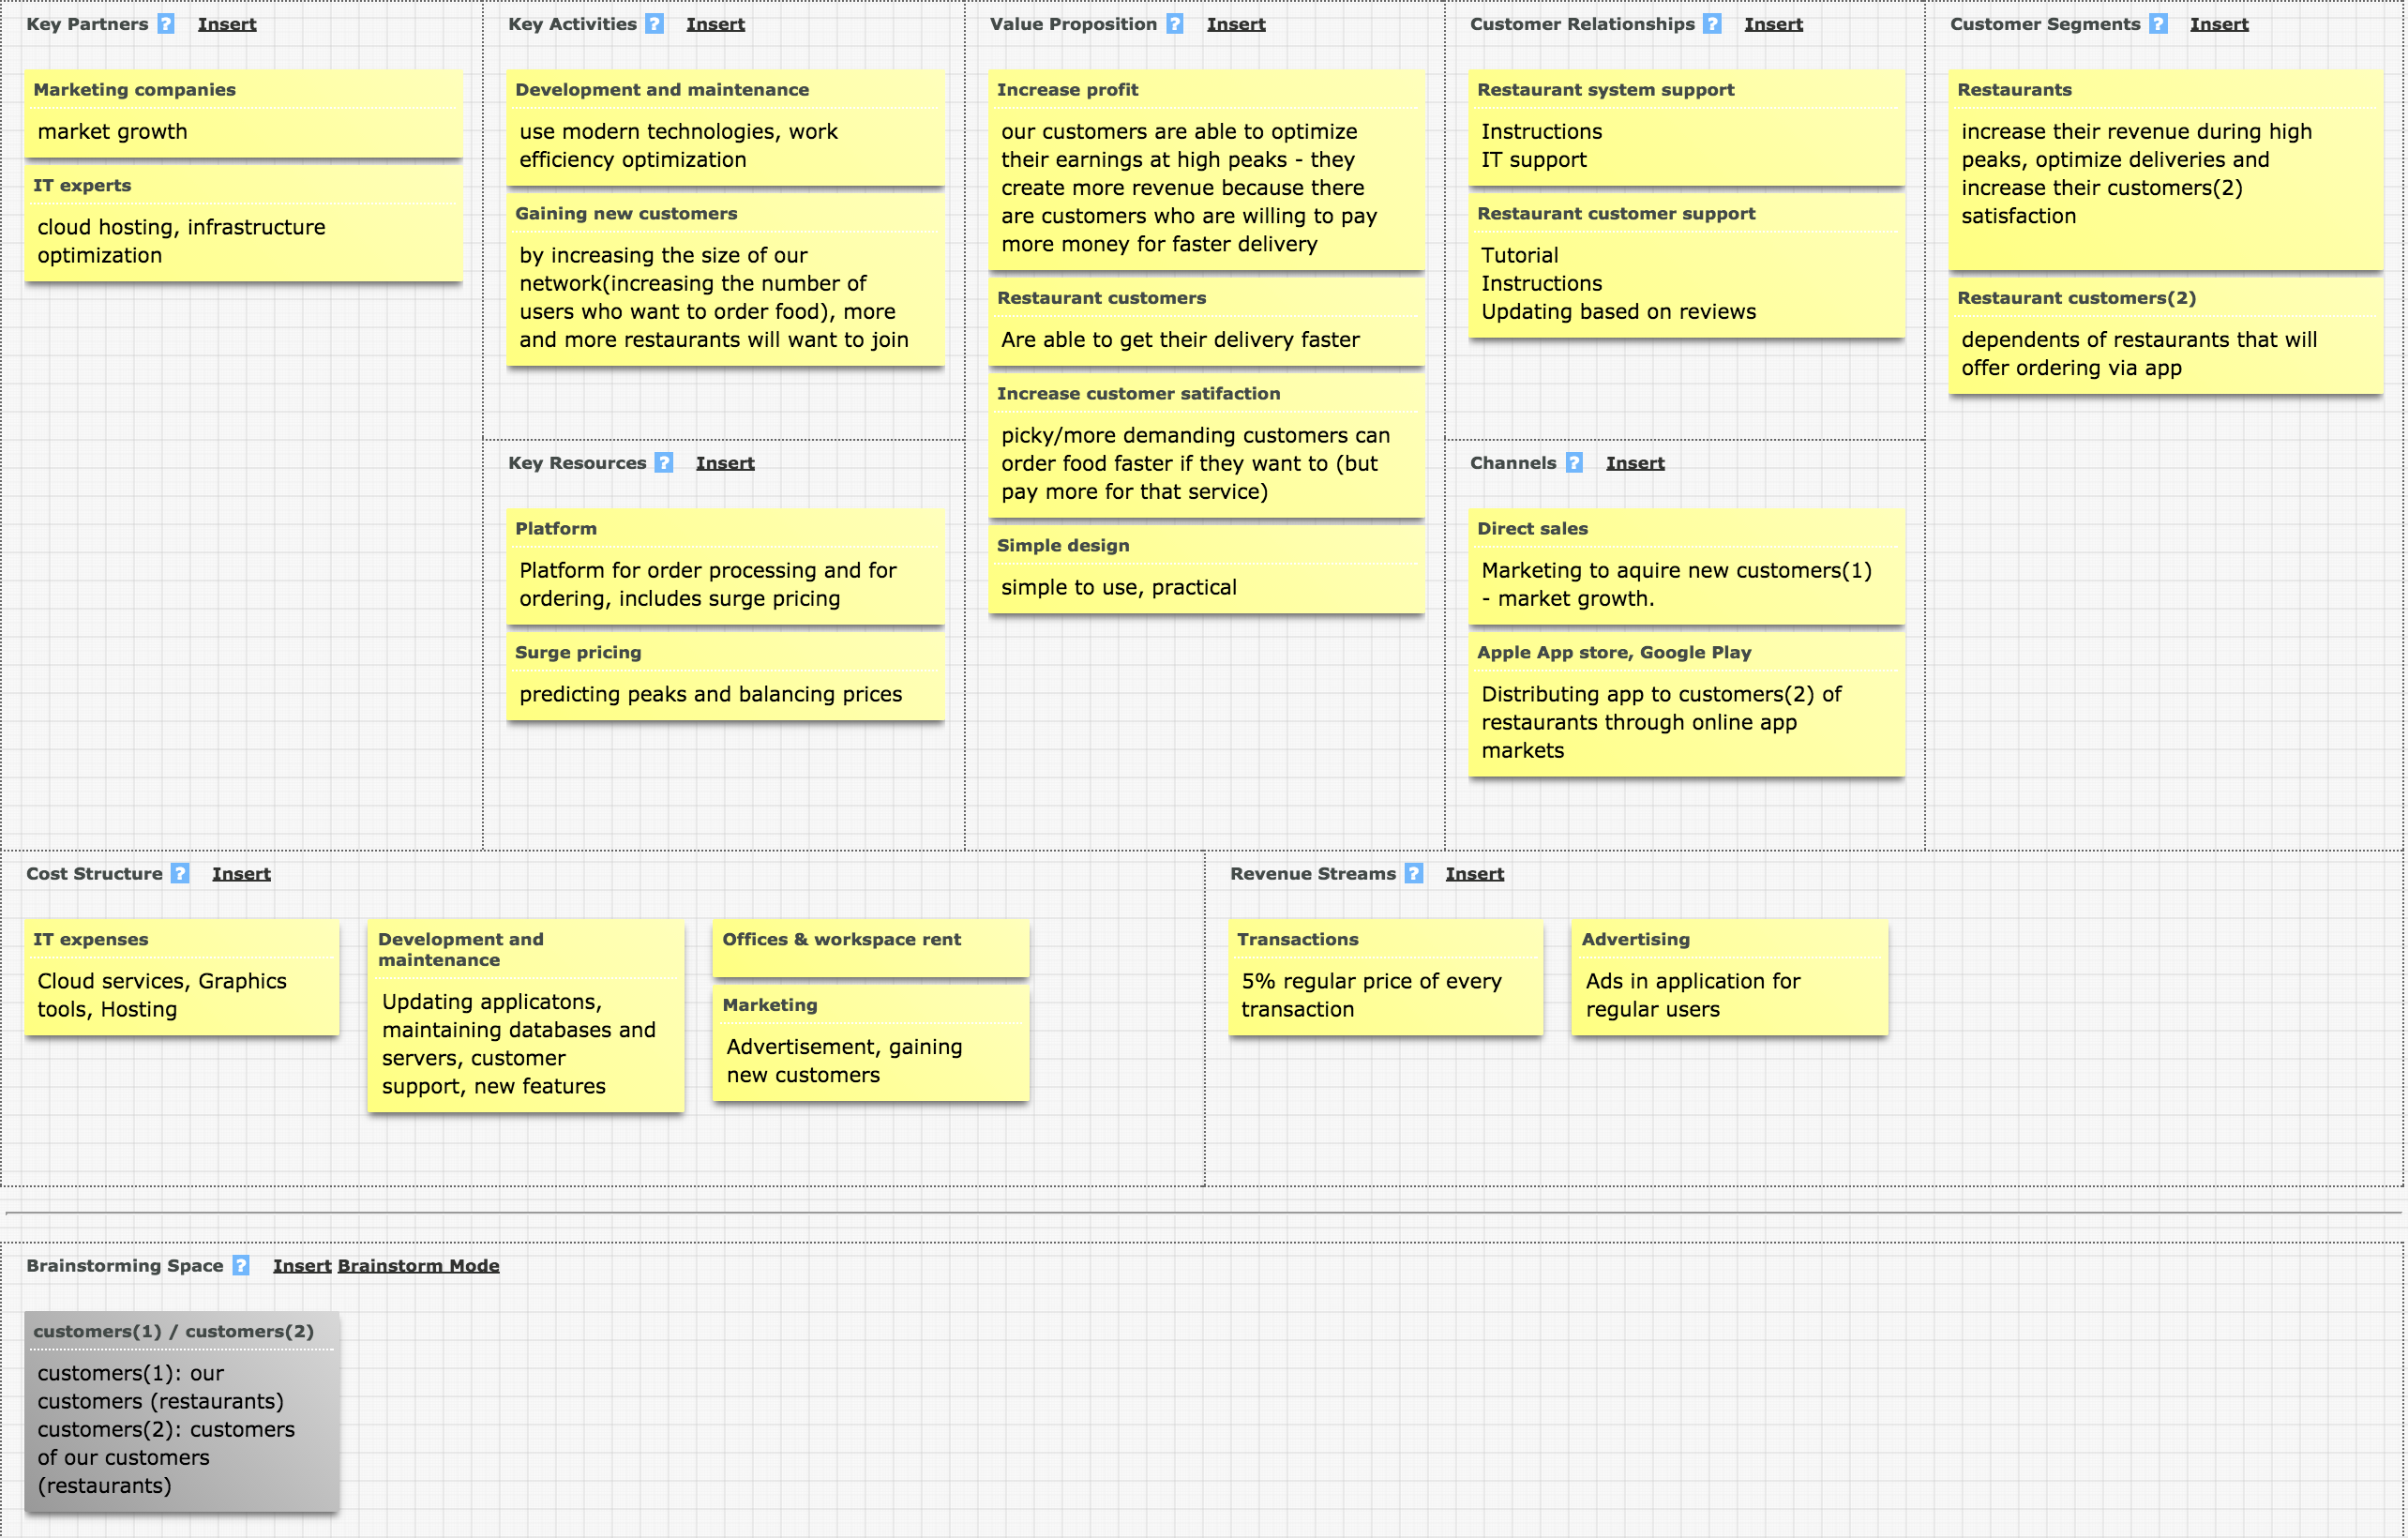 Key Partners ? Insert
Marketing companies
market growth
IT experts
cloud hosting, infrastructure
optimization
Key Activities ? Insert
Development and maintenance
use modern technologies, work
efficiency optimization
Gaining new customers
by increasing the size of our
network(increasing the number of
users who want to order food), more
and more restaurants will want to join
Key Resources ? Insert
Platform
Platform for order processing and for
ordering, includes surge pricing
Surge pricing
predicting peaks and balancing prices
Value Proposition ? Insert
Increase profit
our customers are able to optimize
their earnings at high peaks - they
create more revenue because there
are customers who are willing to pay
more money for faster delivery
Restaurant customers
Are able to get their delivery faster
Increase customer satifaction
picky/more demanding customers can
order food faster if they want to (but
pay more for that service)
Simple design
simple to use, practical
Customer Relationships ? Insert
Restaurant system support
Instructions
IT support
Restaurant customer support
Tutorial
Instructions
Updating based on reviews
Channels ? Insert
Direct sales
Marketing to aquire new customers(1)
- market growth.
Apple App store, Google Play
Distributing app to customers(2) of
restaurants through online app
markets
Customer Segments ? Insert
Restaurants
increase their revenue during high
peaks, optimize deliveries and
increase their customers(2)
satisfaction
Restaurant customers(2)
dependents of restaurants that will
offer ordering via app
Cost Structure ? Insert
IT expenses
Cloud services, Graphics
tools, Hosting
Development and
maintenance
Updating applicatons,
maintaining databases and
servers, customer
support, new features
Offices & workspace rent
Marketing
Advertisement, gaining
new customers
Revenue Streams ? Insert
Transactions
5% regular price of every
transaction
Advertising
Ads in application for
regular users
Brainstorming Space ? Insert Brainstorm Mode
customers(1) / customers(2)
customers(1): our
customers (restaurants)
customers(2): customers
of our customers
(restaurants)